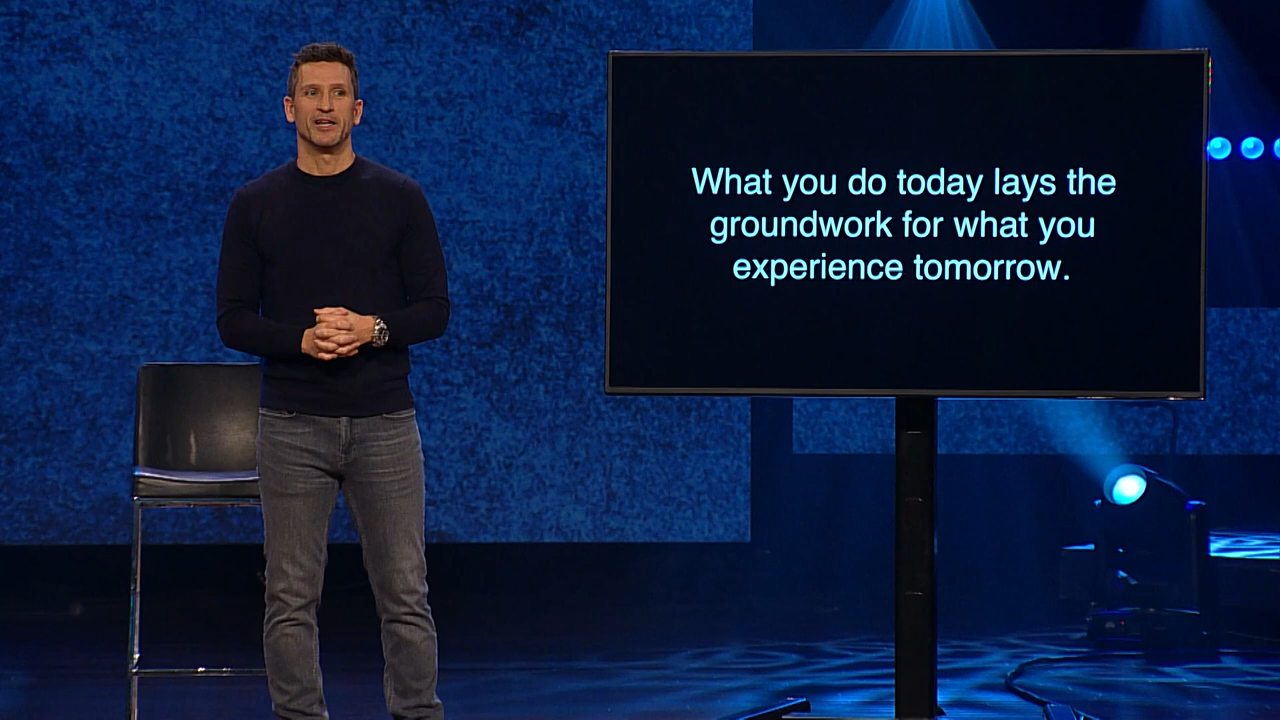 What you do today lays the
groundwork for what you
experience tomorrow.